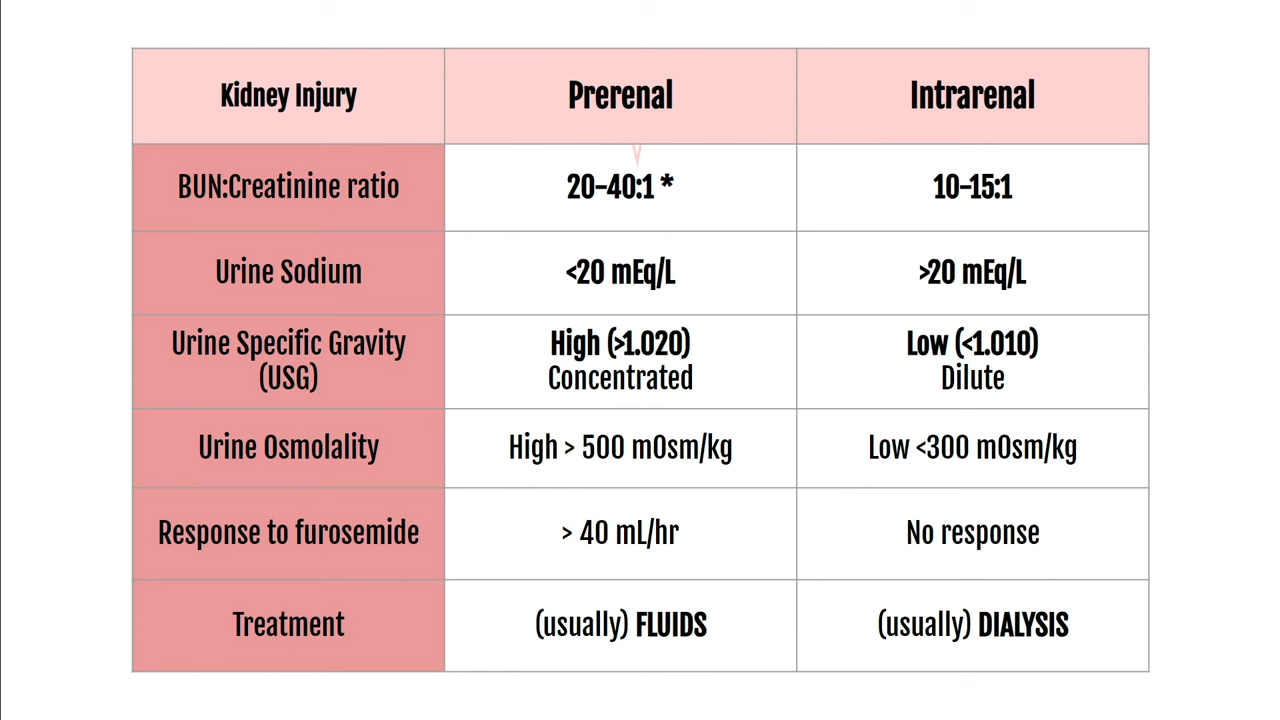 Kidney Injury
Prerenal
Intrarenal
BUN:Creatinine ratio
20-40:1 *
10-15:1
Urine Sodium
<20 mEq/L
>20 mEq/L
Urine Specific Gravity
(USG)
High (>1.020)
Concentrated
Low (<1.010)
Dilute
Urine Osmolality
High > 500 mOsm/kg
Low <300 mOsm/kg
Response to furosemide
> 40 mL/hr
No response
Treatment
(usually) FLUIDS
(usually) DIALYSIS